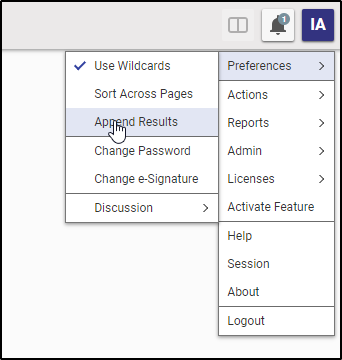 1
IA
Use Wildcards
Sort Across Pages
Append Results
Change Password
Change e-Signature
Discussion
Preferences
Actions
Reports
Admin
Licenses
Activate Feature
Help
Session
About
Logout